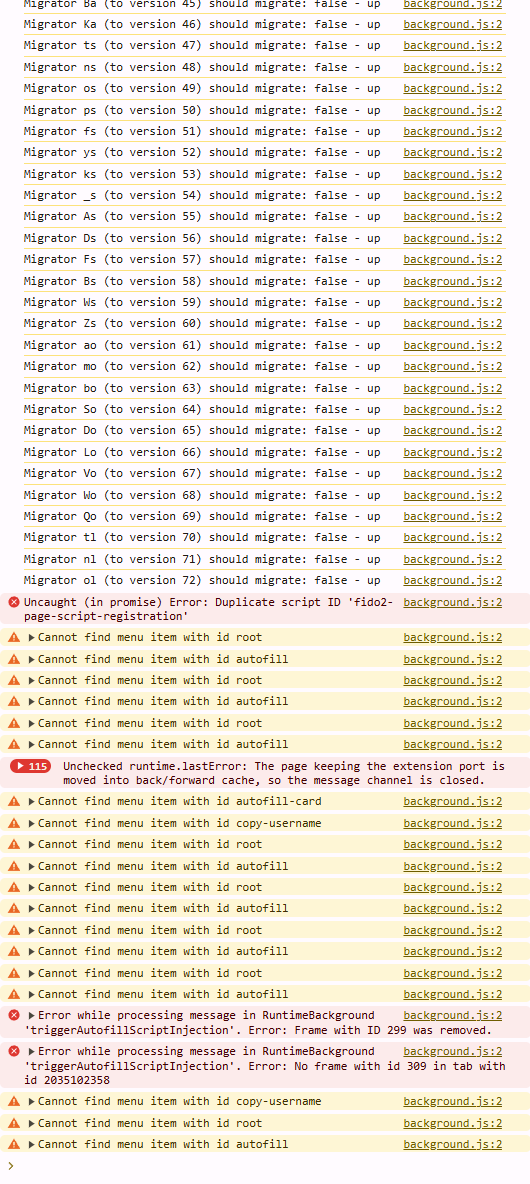 Migrator Ba (to version 45) should migrate: false - up background.js:2
Migrator Ka (to version 46) should migrate: false - up background.js:2
Migrator ts (to version 47) should migrate: false - up background.js:2
Migrator ns (to version 48) should migrate: false - up background.js:2
Migrator os (to version 49) should migrate: false - up background.js:2
Migrator ps (to version 50) should migrate: false - up background.js:2
Migrator fs (to version 51) should migrate: false - up background.js:2
Migrator ys (to version 52) should migrate: false - up background.js:2
Migrator ks (to version 53) should migrate: false - up background.js:2
Migrator _s (to version 54) should migrate: false - up background.js:2
Migrator As (to version 55) should migrate: false - up background.js:2
Migrator Ds (to version 56) should migrate: false - up background.js:2
Migrator Fs (to version 57) should migrate: false - up background.js:2
Migrator Bs (to version 58) should migrate: false - up background.js:2
Migrator Ws (to version 59) should migrate: false - up background.js:2
Migrator Zs (to version 60) should migrate: false - up background.js:2
Migrator ao (to version 61) should migrate: false - up background.js:2
Migrator mo (to version 62) should migrate: false - up background.js:2
Migrator bo (to version 63) should migrate: false - up background.js:2
Migrator So (to version 64) should migrate: false - up background.js:2
Migrator Do (to version 65) should migrate: false - up background.js:2
Migrator Lo (to version 66) should migrate: false - up background.js:2
Migrator Vo (to version 67) should migrate: false - up background.js:2
Migrator Wo (to version 68) should migrate: false - up background.js:2
Migrator Qo (to version 69) should migrate: false - up background.js:2
Migrator tl (to version 70) should migrate: false - up background.js:2
Migrator nl (to version 71) should migrate: false - up background.js:2
Migrator ol (to version 72) should migrate: false - up background.js:2
Uncaught (in promise) Error: Duplicate script ID 'fido2- background.js:2
page-script-registration'
Cannot find menu item with id root background.js:2
Cannot find menu item with id autofill background.js:2
Cannot find menu item with id root background.js:2
Cannot find menu item with id autofill background.js:2
Cannot find menu item with id root background.js:2
Cannot find menu item with id autofill background.js:2
115 Unchecked runtime.lastError: The page keeping the extension port is
moved into back/forward cache, so the message channel is closed.
Cannot find menu item with id autofill-card background.js:2
Cannot find menu item with id copy-username background.js:2
Cannot find menu item with id root background.js:2
Cannot find menu item with id autofill background.js:2
Cannot find menu item with id root background.js:2
Cannot find menu item with id autofill background.js:2
Cannot find menu item with id root background.js:2
Cannot find menu item with id autofill background.js:2
Cannot find menu item with id root background.js:2
Cannot find menu item with id autofill background.js:2
Error while processing message in RuntimeBackground background.js:2
'triggerAutofillScriptInjection'. Error: Frame with ID 299 was removed.
Error while processing message in RuntimeBackground background.js:2
'triggerAutofillScriptInjection'. Error: No frame with id 309 in tab with
id 2035102358
Cannot find menu item with id copy-username background.js:2
Cannot find menu item with id root background.js:2
Cannot find menu item with id autofill background.js:2